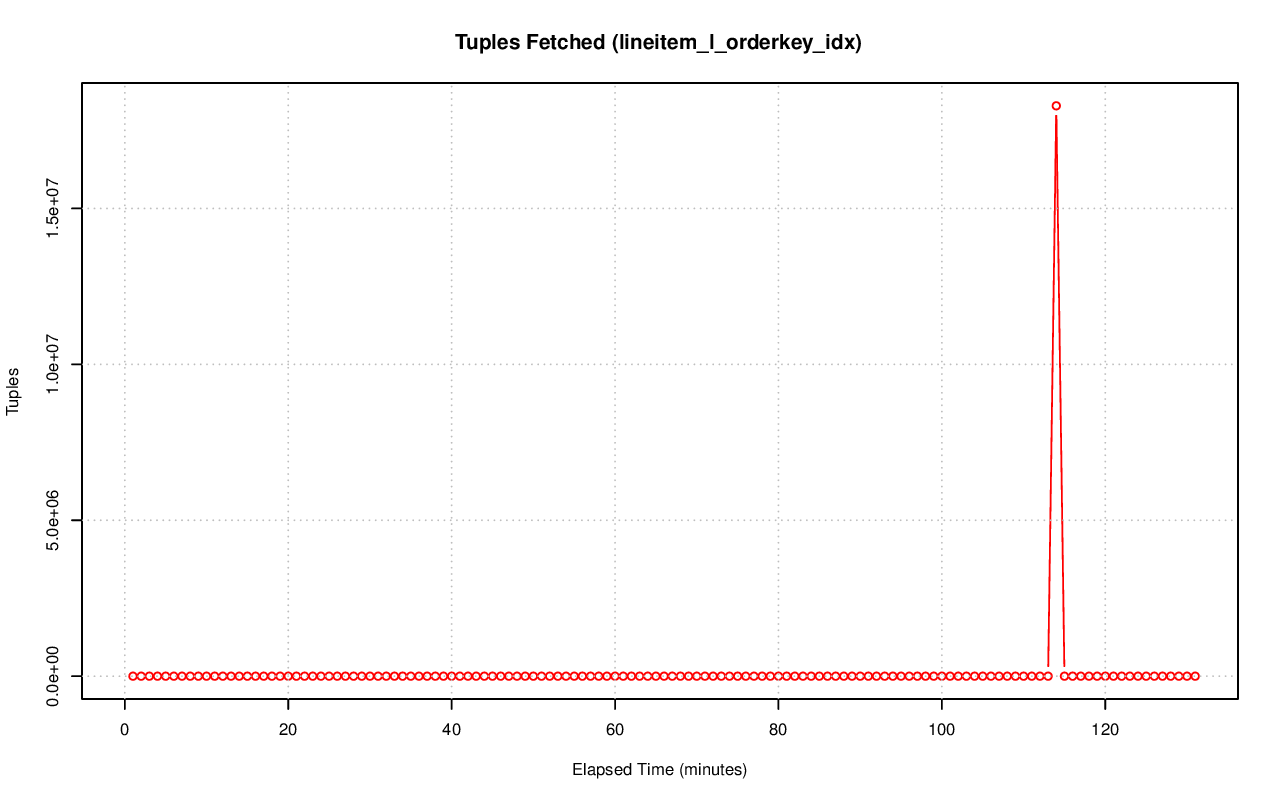 Tuples Fetched (lineitem_l_orderkey_idx)
Tuples
1.5e+07
1.0e+07
5.0e+06
0.0e+00
0 20 40 60 80 100 120
Elapsed Time (minutes)